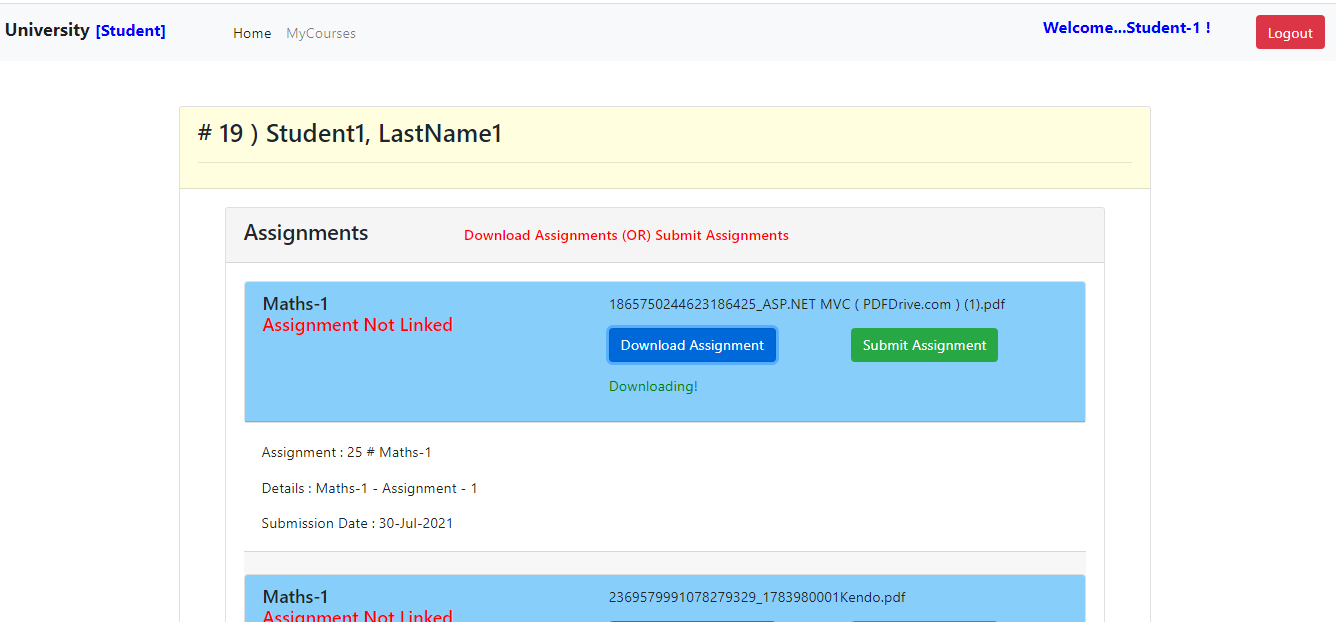 University [Student] Home MyCourses Welcome...Student-1 ! Logout
# 19 ) Student1, LastName1
Assignments Download Assignments (OR) Submit Assignments
Maths-1 1865750244623186425_ASP.NET MVC ( PDFDrive.com ) (1).pdf
Assignment Not Linked
Download Assignment Submit Assignment
Downloading!
Assignment : 25 # Maths-1
Details : Maths-1 - Assignment - 1
Submission Date : 30-Jul-2021
Maths-1 2369579991078279329_1783980001Kendo.pdf
Assignment Not Linked